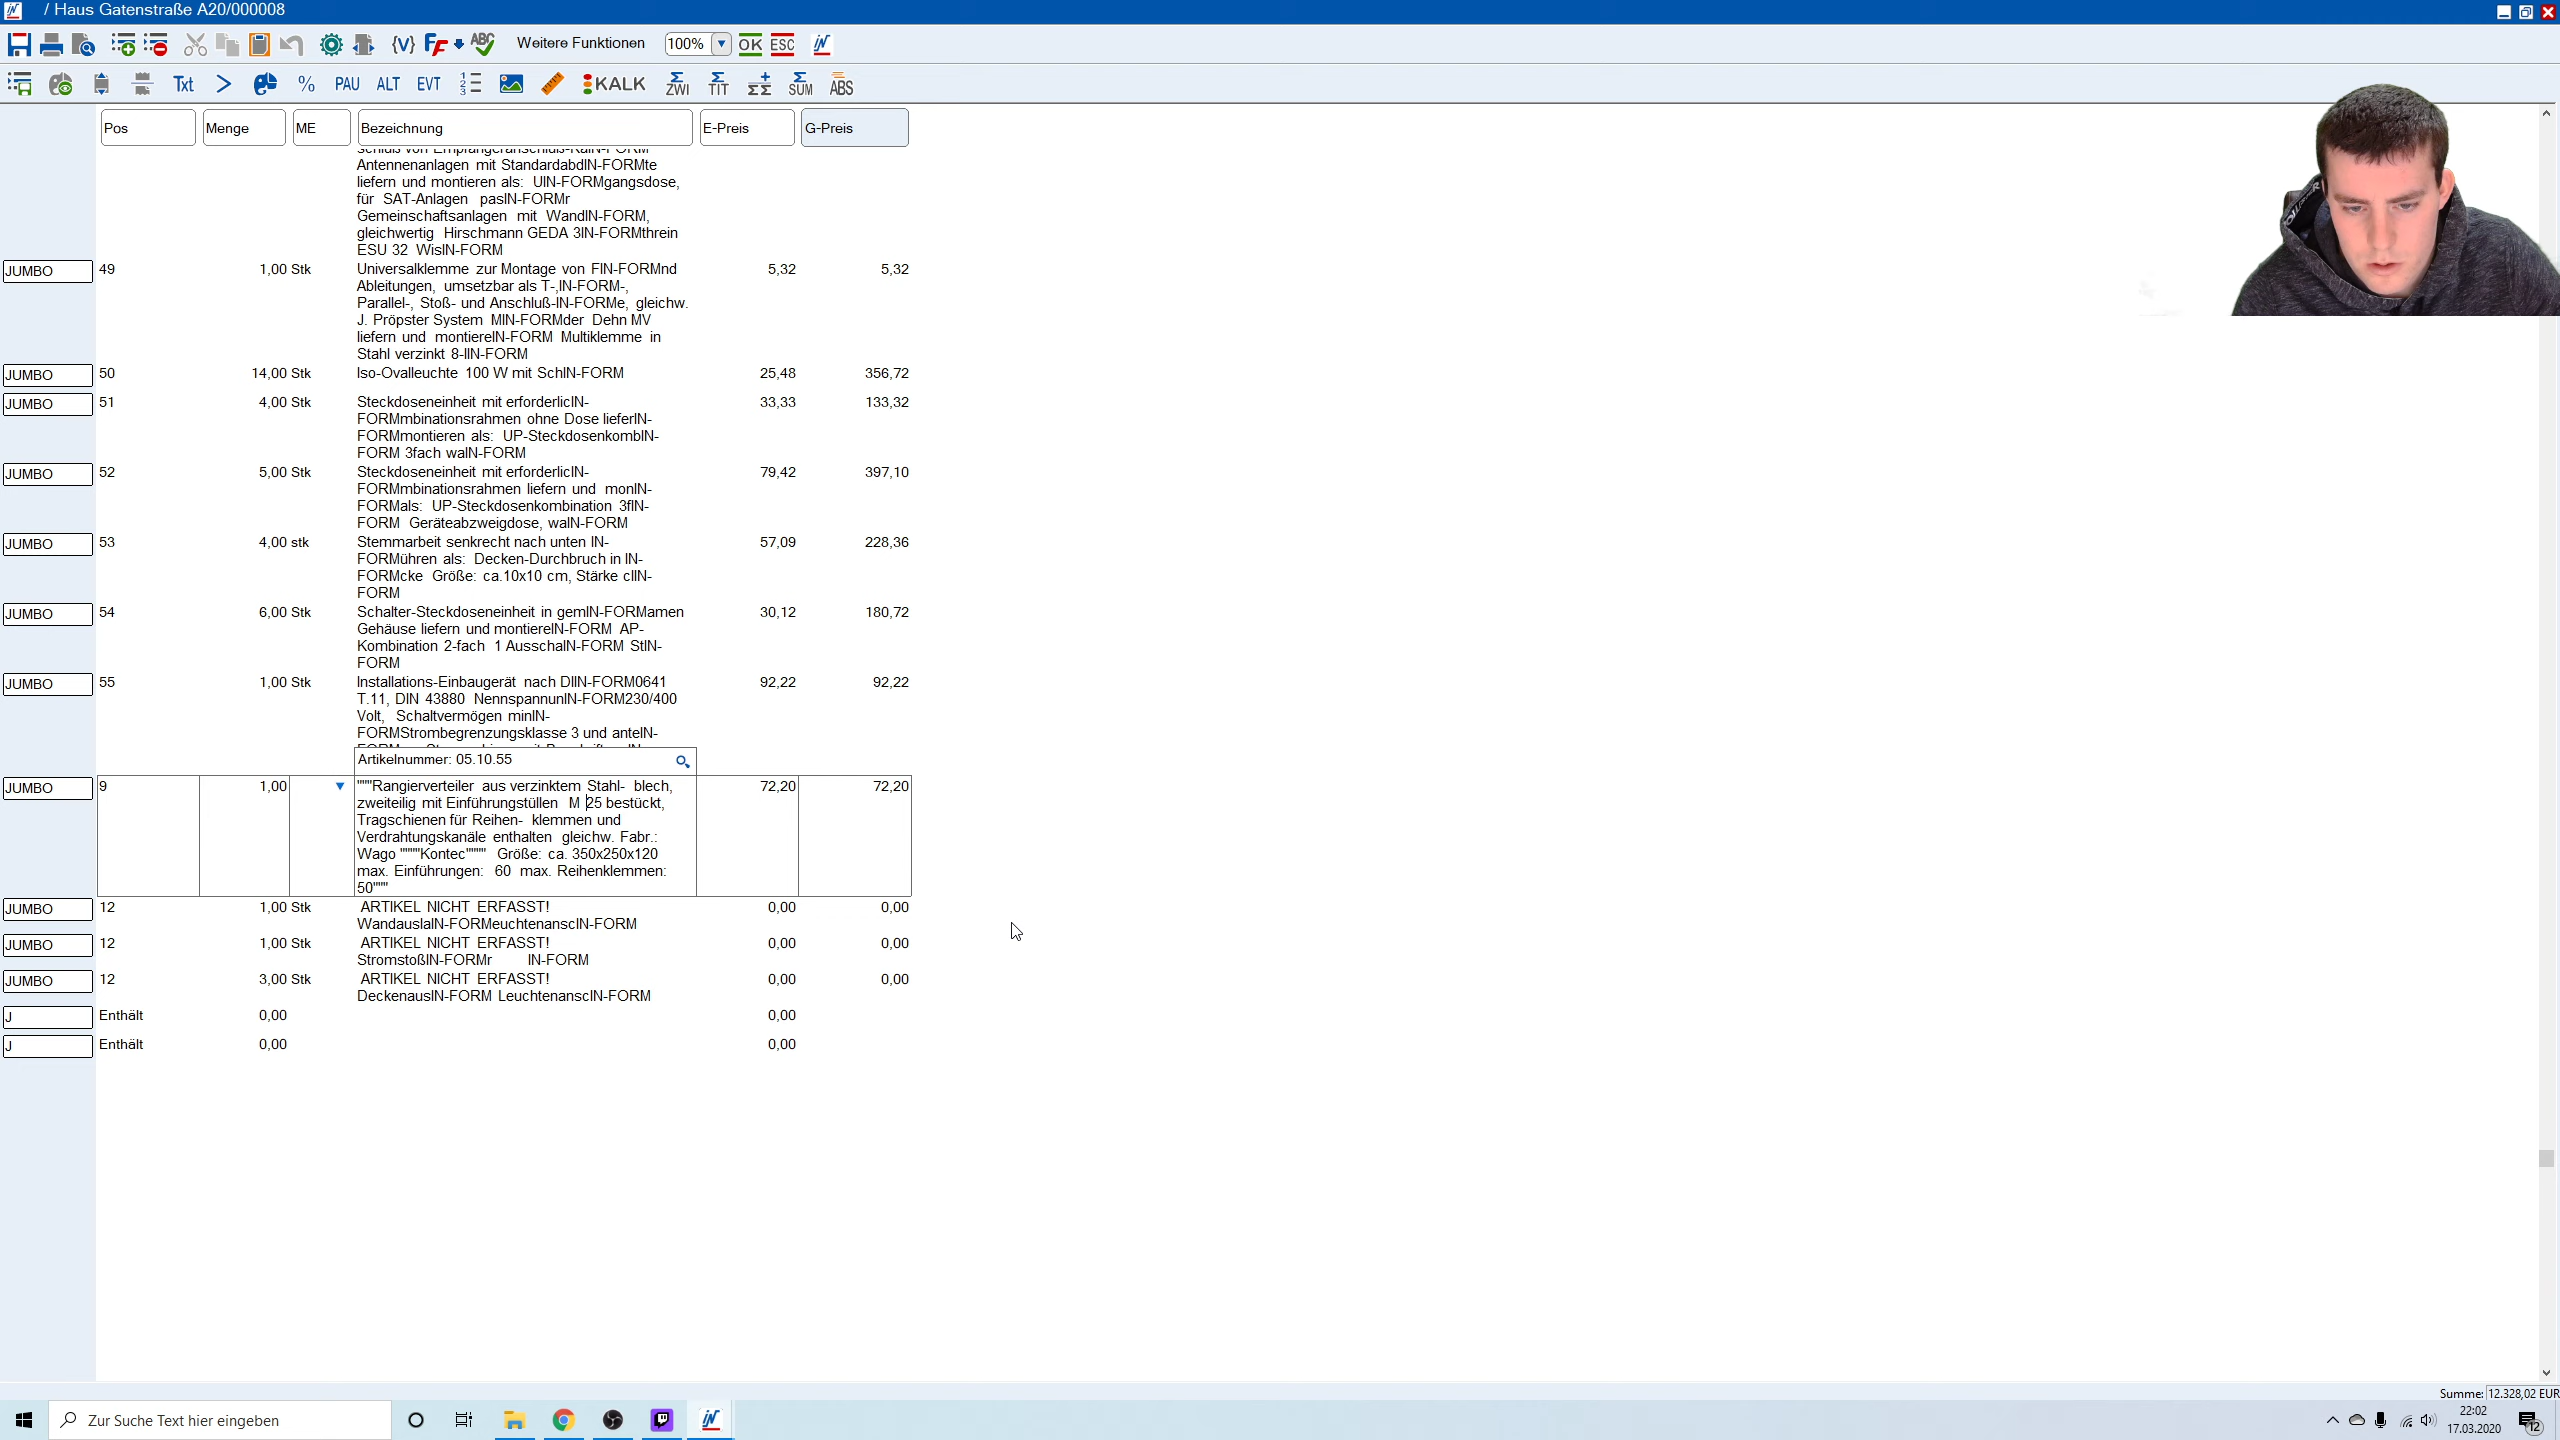 / Haus Gatenstraße A20/000008
Weitere Funktionen 100% OK ESC
Txt % PAU ALT EVT KALK ZWI TIT SUM ABS
Pos Menge ME Bezeichnung E-Preis G-Preis
Antennenanlagen mit StandardabdIN-FORMte
liefern und montieren als: UIN-FORMgangsdose,
für SAT-Anlagen pasIN-FORMr
Gemeinschaftsanlagen mit WandIN-FORM,
gleichwertig Hirschmann GEDA 3IN-FORMthrein
ESU 32 WisIN-FORM
JUMBO 49 1,00 Stk Universalklemme zur Montage von FIN-FORMnd 5,32 5,32
Ableitungen, umsetzbar als T-,IN-FORM-,
Parallel-, Stoß- und Anschluß-IN-FORMe, gleichw.
J. Pröpster System MIN-FORMder Dehn MV
liefern und montiereIN-FORM Multiklemme in
Stahl verzinkt 8-IIN-FORM
JUMBO 50 14,00 Stk Iso-Ovalleuchte 100 W mit SchIN-FORM 25,48 356,72
JUMBO 51 4,00 Stk Steckdoseneinheit mit erforderlicIN- 33,33 133,32
FORMmbinationsrahmen ohne Dose lieferIN-
FORMmontieren als: UP-SteckdosenkombIN-
FORM 3fach waIN-FORM
JUMBO 52 5,00 Stk Steckdoseneinheit mit erforderlicIN- 79,42 397,10
FORMmbinationsrahmen liefern und monIN-
FORMals: UP-Steckdosenkombination 3fIN-
FORM Geräteabzweigdose, waIN-FORM
JUMBO 53 4,00 stk Stemmarbeit senkrecht nach unten IN- 57,09 228,36
FORMühren als: Decken-Durchbruch in IN-
FORMcke Größe: ca.10x10 cm, Stärke cIIN-
FORM
JUMBO 54 6,00 Stk Schalter-Steckdoseneinheit in gemIN-FORMamen 30,12 180,72
Gehäuse liefern und montiereIN-FORM AP-
Kombination 2-fach 1 AusschaIN-FORM StIN-
FORM
JUMBO 55 1,00 Stk Installations-Einbaugerät nach DIIN-FORM0641 92,22 92,22
T.11, DIN 43880 NennspannunIN-FORM230/400
Volt, Schaltvermögen minIN-
FORMStrombegrenzungsklasse 3 und anteIN-
Artikelnummer: 05.10.55
JUMBO 9 1,00 """Rangierverteiler aus verzinktem Stahl- blech, 72,20 72,20
zweiteilig mit Einführungstüllen M 25 bestückt,
Tragschienen für Reihen- klemmen und
Verdrahtungskanäle enthalten gleichw. Fabr.:
Wago """"Kontec"""" Größe: ca. 350x250x120
max. Einführungen: 60 max. Reihenklemmen:
50"""
JUMBO 12 1,00 Stk ARTIKEL NICHT ERFASST! 0,00 0,00
WandauslaIN-FORMeuchtenanscIN-FORM
JUMBO 12 1,00 Stk ARTIKEL NICHT ERFASST! 0,00 0,00
StromstoßIN-FORMr IN-FORM
JUMBO 12 3,00 Stk ARTIKEL NICHT ERFASST! 0,00 0,00
DeckenausIN-FORM LeuchtenanscIN-FORM
J Enthält 0,00 0,00
J Enthält 0,00 0,00
Summe: 12.328,02 EUR
Zur Suche Text hier eingeben
22:02
17.03.2020
12